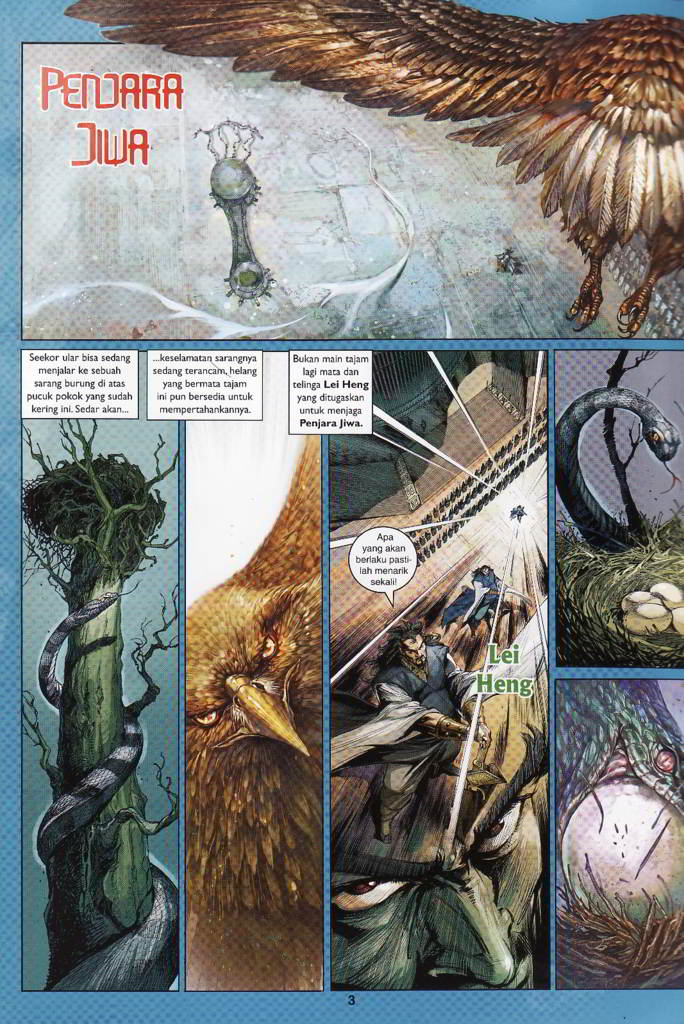 PENJARA
JIWA
Seekor ular bisa sedang
menjalar ke sebuah
sarang burung di atas
pucuk pokok yang sudah
kering ini. Sedar akan...
...keselamatan sarangnya
sedang terancam, helang
yang bermata tajam
ini pun bersedia untuk
mempertahankannya.
Bukan main tajam
lagi mata dan
telinga Lei Heng
yang ditugaskan
untuk menjaga
Penjara Jiwa.
Apa
yang akan
berlaku pasti-
lah menarik
sekali!
Lei
Heng
3